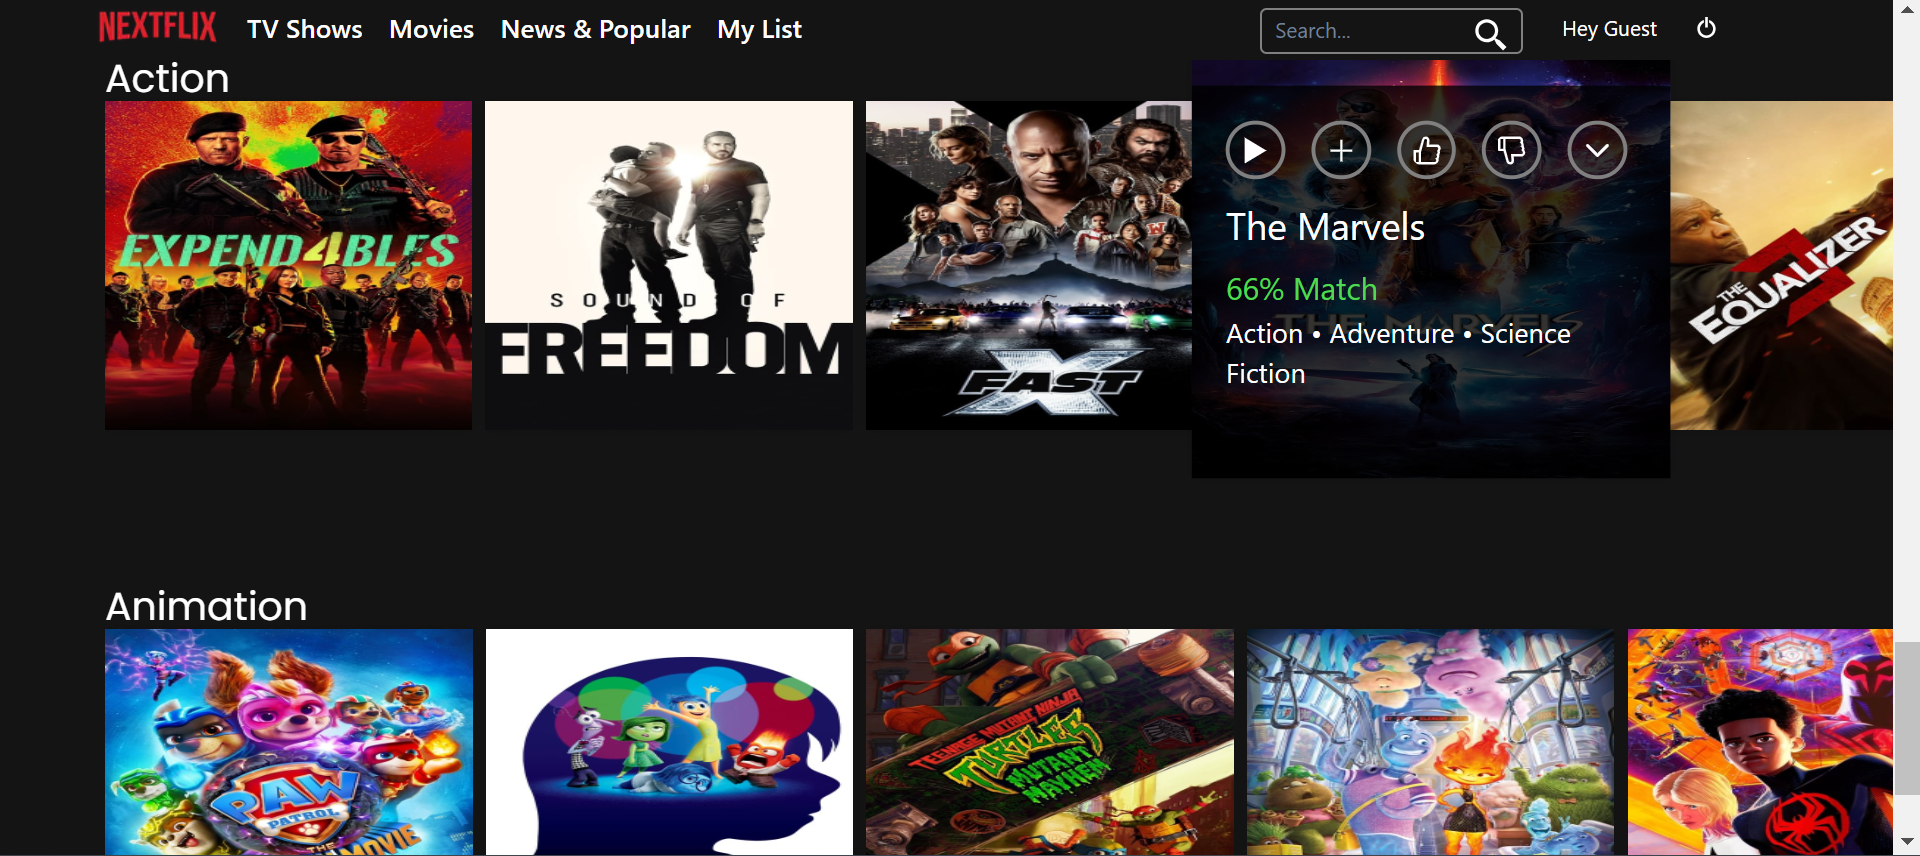 NEXTFLIX TV Shows Movies News & Popular My List Search... Hey Guest
Action
EXPEND4BLES
SOUND OF
FREEDOM
FAST X
The Marvels
66% Match
THE MARVELS
Action • Adventure • Science
Fiction
THE
EQUALIZER
3
Animation
PAW
PATROL
THE
MOVIE
TEENAGE MUTANT NINJA
TURTLES
MUTANT
MAYHEM